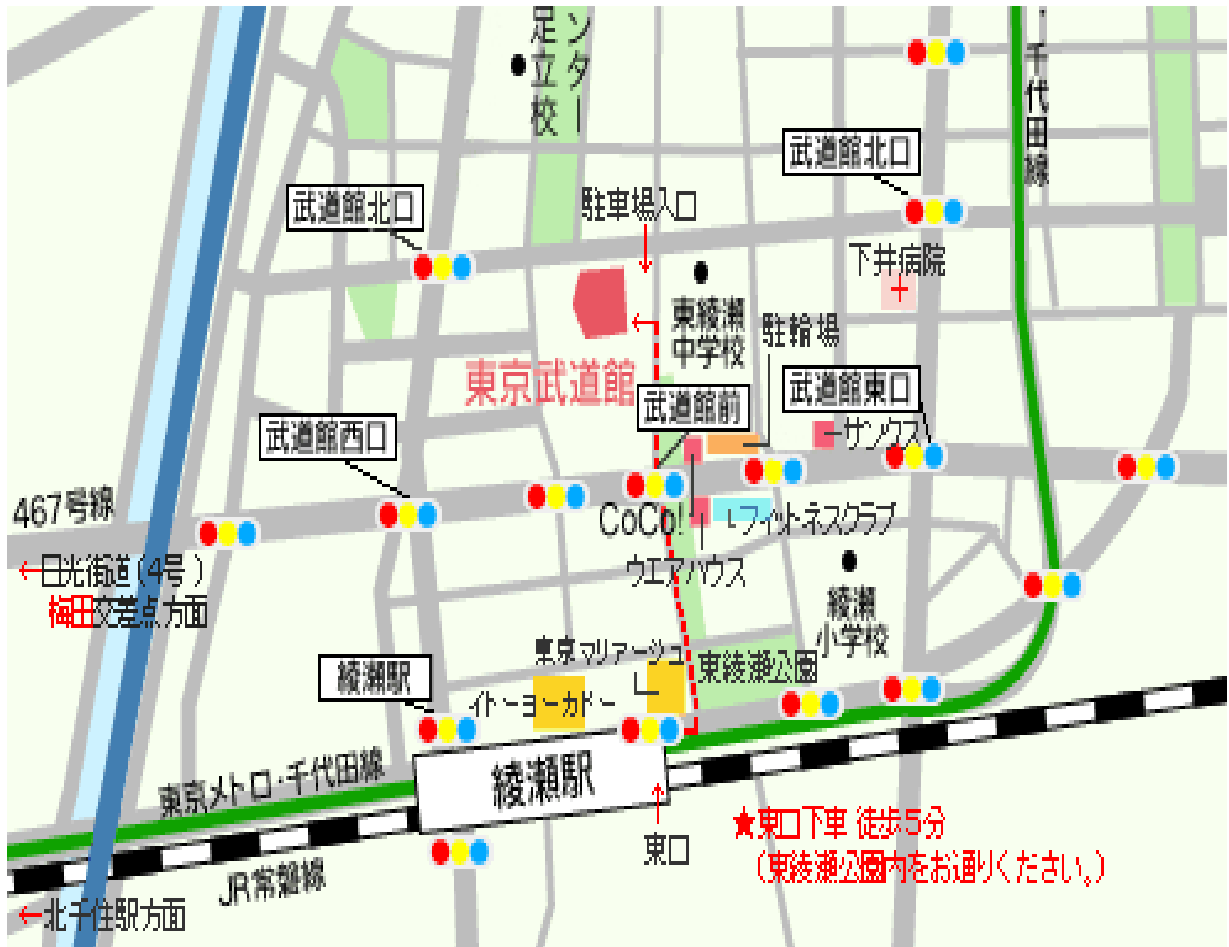 ンター
足立校
千代田線
武道館北口
武道館北口
駐車場入口
下井病院
東綾瀬
中学校
駐輪場
東京武道館
武道館前
武道館東口
サンクス
武道館西口
467号線
CoCo!
フィットネスクラブ
ウエアハウス
←日光街道(4号)
梅田交差点方面
綾瀬
小学校
東京マリアージュ
東綾瀬公園
綾瀬駅
イトーヨーカドー
綾瀬駅
東京メトロ・千代田線
★東口下車 徒歩5分
(東綾瀬公園内をお通りください。)
東口
JR常磐線
←北千住駅方面